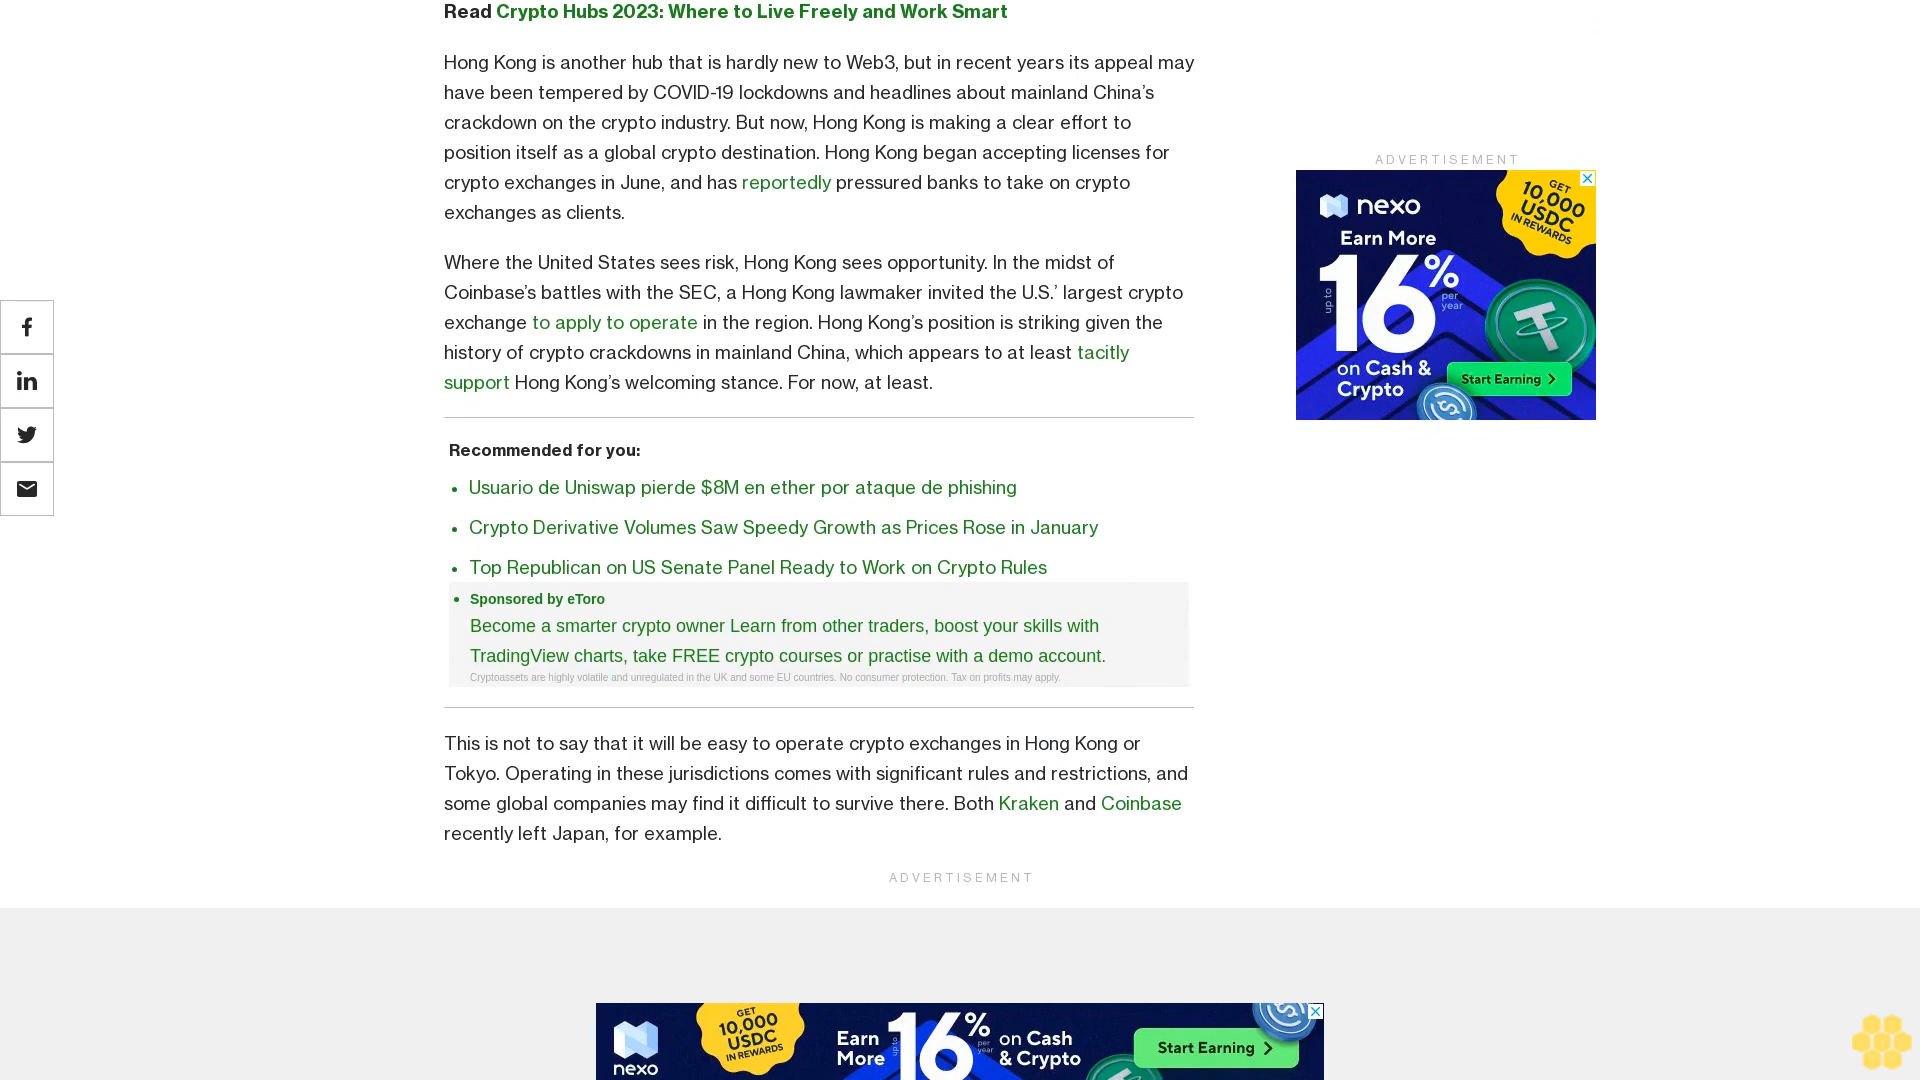 Read Crypto Hubs 2023: Where to Live Freely and Work Smart
Hong Kong is another hub that is hardly new to Web3, but in recent years its appeal may
have been tempered by COVID-19 lockdowns and headlines about mainland China’s
crackdown on the crypto industry. But now, Hong Kong is making a clear effort to
position itself as a global crypto destination. Hong Kong began accepting licenses for
crypto exchanges in June, and has reportedly pressured banks to take on crypto
exchanges as clients.
Where the United States sees risk, Hong Kong sees opportunity. In the midst of
Coinbase’s battles with the SEC, a Hong Kong lawmaker invited the U.S.’ largest crypto
exchange to apply to operate in the region. Hong Kong’s position is striking given the
history of crypto crackdowns in mainland China, which appears to at least tacitly
support Hong Kong’s welcoming stance. For now, at least.
Recommended for you:
• Usuario de Uniswap pierde $8M en ether por ataque de phishing
• Crypto Derivative Volumes Saw Speedy Growth as Prices Rose in January
• Top Republican on US Senate Panel Ready to Work on Crypto Rules
• Sponsored by eToro
Become a smarter crypto owner Learn from other traders, boost your skills with
TradingView charts, take FREE crypto courses or practise with a demo account.
Cryptoassets are highly volatile and unregulated in the UK and some EU countries. No consumer protection. Tax on profits may apply.
This is not to say that it will be easy to operate crypto exchanges in Hong Kong or
Tokyo. Operating in these jurisdictions comes with significant rules and restrictions, and
some global companies may find it difficult to survive there. Both Kraken and Coinbase
recently left Japan, for example.
ADVERTISEMENT
nexo
GET
10,000
USDC
IN REWARDS
Earn More
up to
16%
per
year
on Cash &
Crypto
Start Earning
ADVERTISEMENT
nexo
GET
10,000
USDC
IN REWARDS
Earn
More
up to
16%
per
year
on Cash
& Crypto
Start Earning